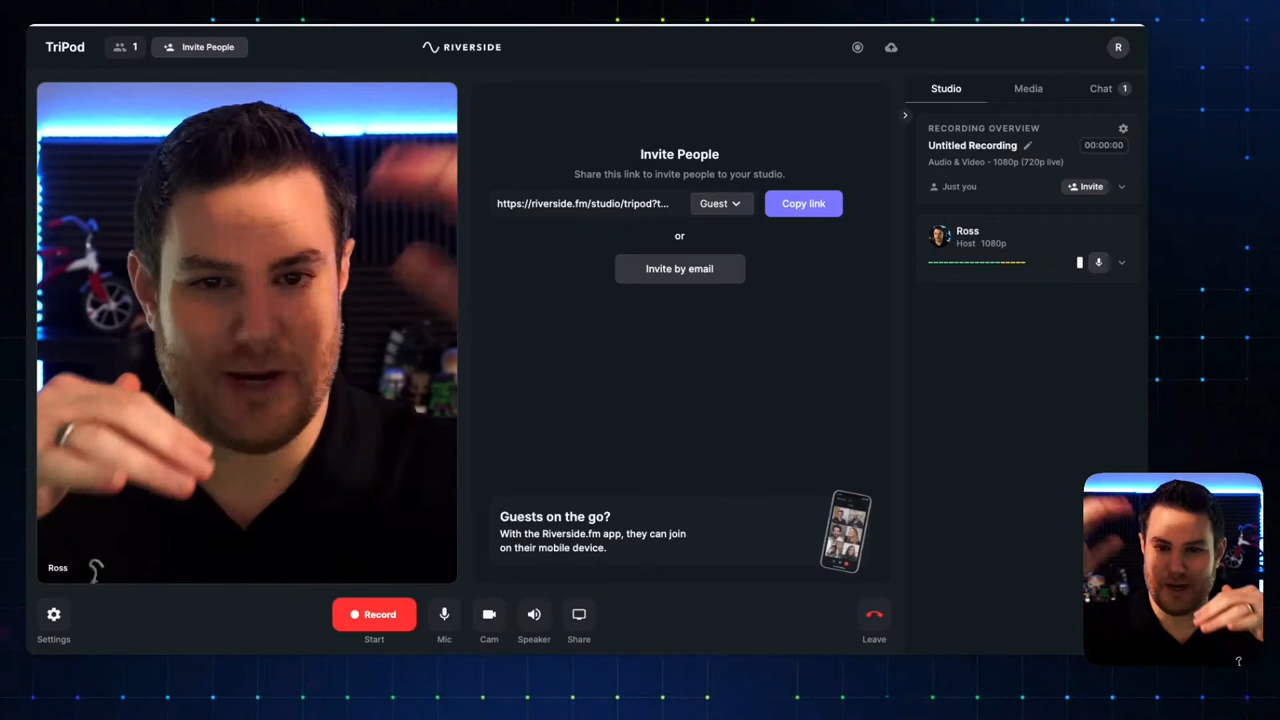 TriPod
1
Invite People
RIVERSIDE
R
Studio
Media
Chat 1
RECORDING OVERVIEW
Untitled Recording
00:00:00
Audio & Video - 1080p (720p live)
Just you
Invite
Ross
Host 1080p
Invite People
Share this link to invite people to your studio.
https://riverside.fm/studio/tripod?t...
Guest
Copy link
or
Invite by email
Guests on the go?
With the Riverside.fm app, they can join
on their mobile device.
Ross
Settings
Record
Start
Mic
Cam
Speaker
Share
Leave